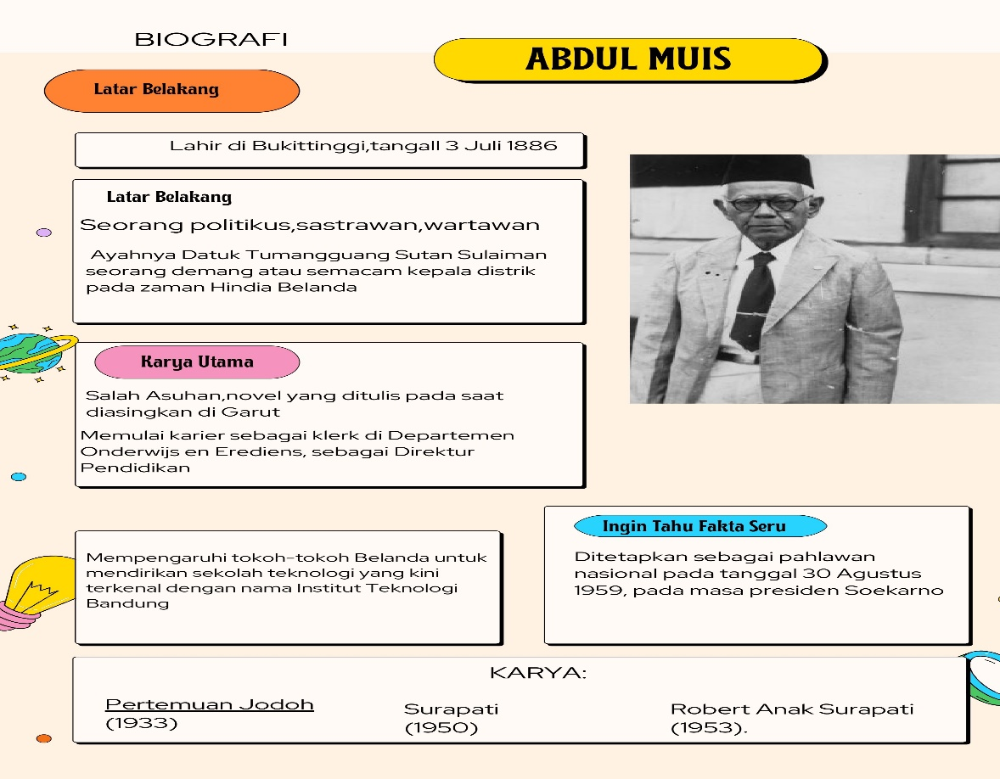 BIOGRAFI
ABDUL MUIS
Latar Belakang
Lahir di Bukittinggi,tangall 3 Juli 1886
Latar Belakang
Seorang politikus,sastrawan,wartawan
Ayahnya Datuk Tumangguang Sutan Sulaiman
seorang demang atau semacam kepala distrik
pada zaman Hindia Belanda
Karya Utama
Salah Asuhan,novel yang ditulis pada saat
diasingkan di Garut
Memulai karier sebagai klerk di Departemen
Onderwijs en Erediens, sebagai Direktur
Pendidikan
Mempengaruhi tokoh-tokoh Belanda untuk
mendirikan sekolah teknologi yang kini
terkenal dengan nama Institut Teknologi
Bandung
Ingin Tahu Fakta Seru
Ditetapkan sebagai pahlawan
nasional pada tanggal 30 Agustus
1959, pada masa presiden Soekarno
KARYA:
Pertemuan Jodoh
(1933)
Surapati
(1950)
Robert Anak Surapati
(1953).